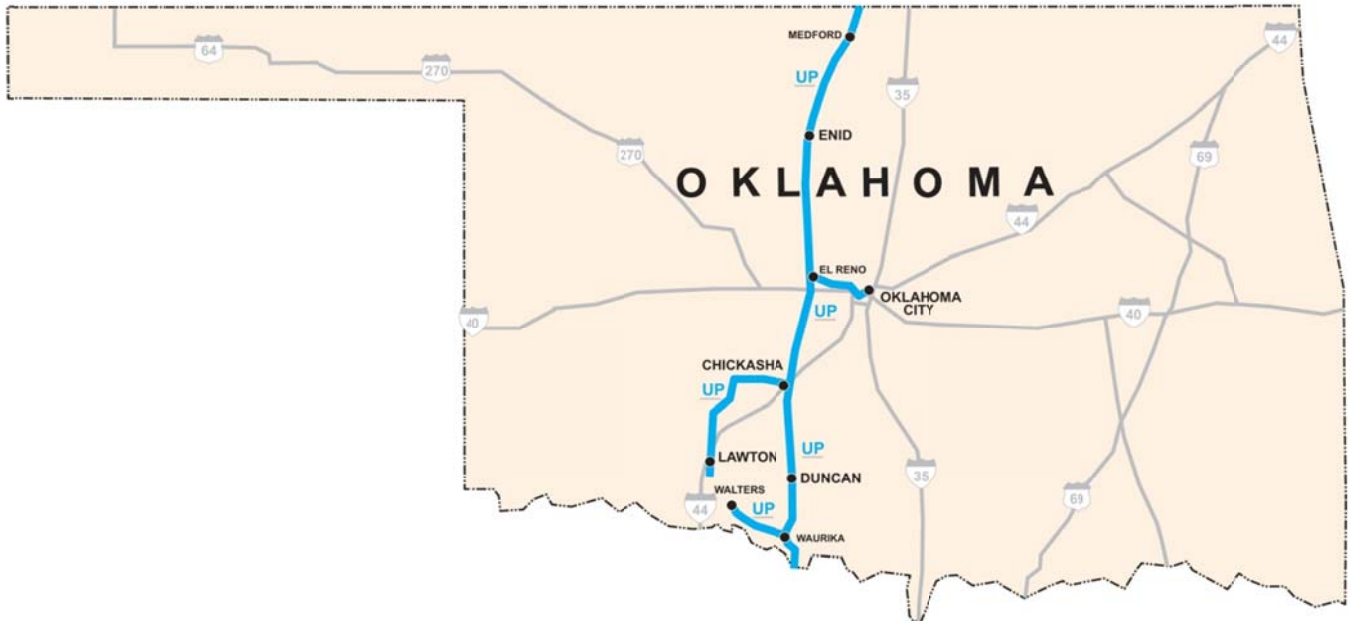 MEDFORD
44
64
UP
270
35
ENID
270
69
OKLAHOMA
44
EL RENO
OKLAHOMA
CITY
UP
40
40
CHICKASHA
UP
UP
LAWTON
DUNCAN
35
WALTERS
69
44
UP
WAURIKA